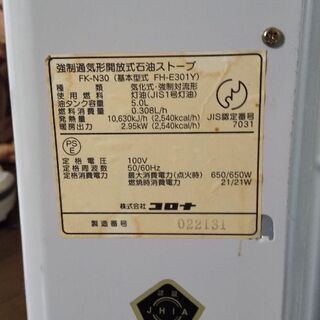 強制通気形開放式石油ストーブ
FK-N30 (基本型式 FH-E301Y)
種類 気化式・強制対流形
使用燃料 灯油(JIS1号灯油)
油タンク容量 5.0L
燃料消費量 0.308L/h
発熱量 10,630kJ/h (2,540kcal/h)
暖房出力 2.95kW (2,540kcal/h)
JIS認定番号
7031
PS
E
定格電圧 100V
定格周波数 50/60Hz
定格消費電力 最大消費電力(点火時) 650/650W
燃焼時消費電力 21/21W
株式会社 コロナ
製造番号 022131
JHIA